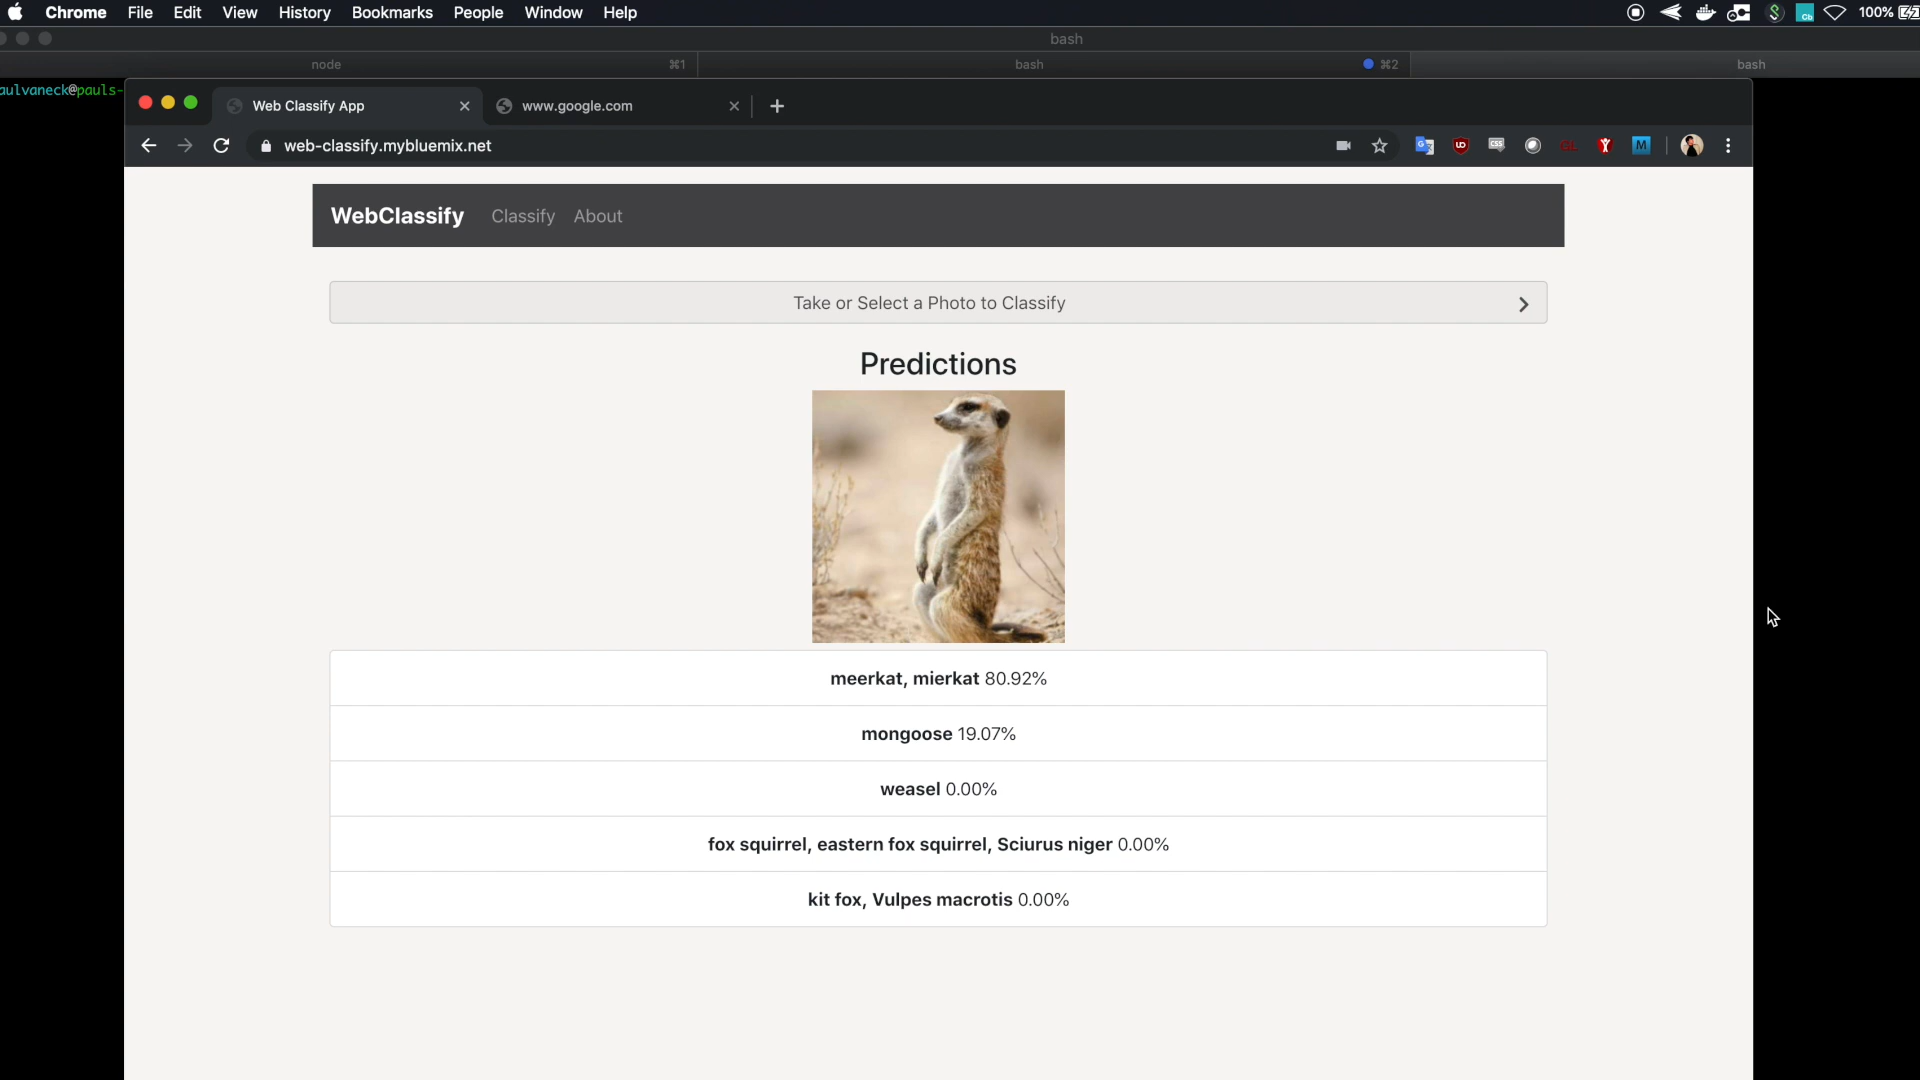 Chrome File Edit View History Bookmarks People Window Help 100%
bash
node ⌘1 bash ⌘2 bash
aulvaneck@pauls-
Web Classify App www.google.com
web-classify.mybluemix.net
WebClassify Classify About
Take or Select a Photo to Classify
Predictions
meerkat, mierkat 80.92%
mongoose 19.07%
weasel 0.00%
fox squirrel, eastern fox squirrel, Sciurus niger 0.00%
kit fox, Vulpes macrotis 0.00%